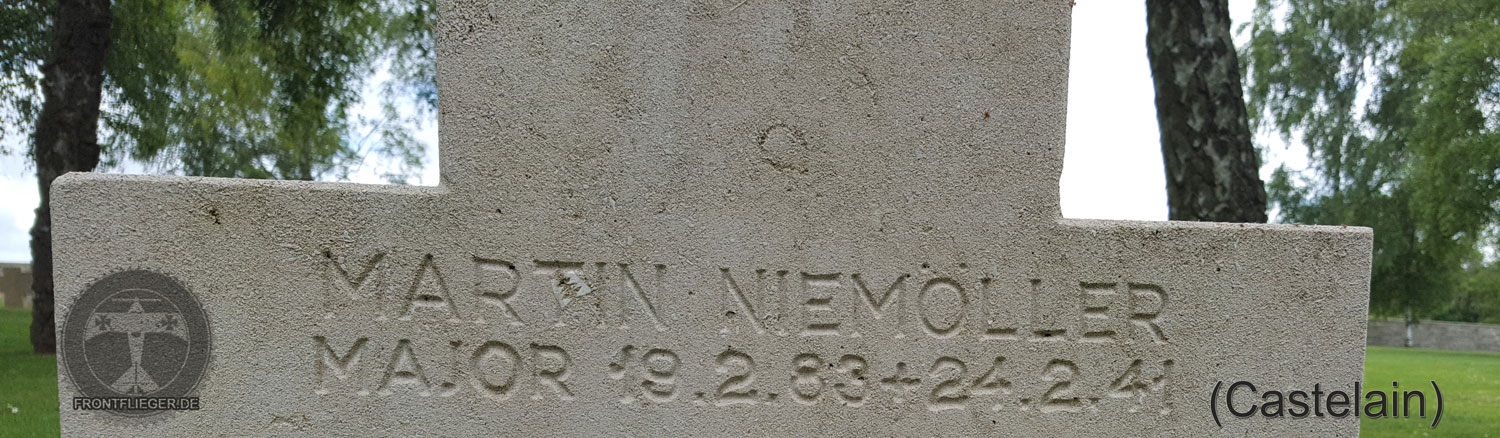 MARTIN NIEMÖLLER
MAJOR 19.2.83+24.2.41
FRONTFLIEGER.DE
(Castelain)